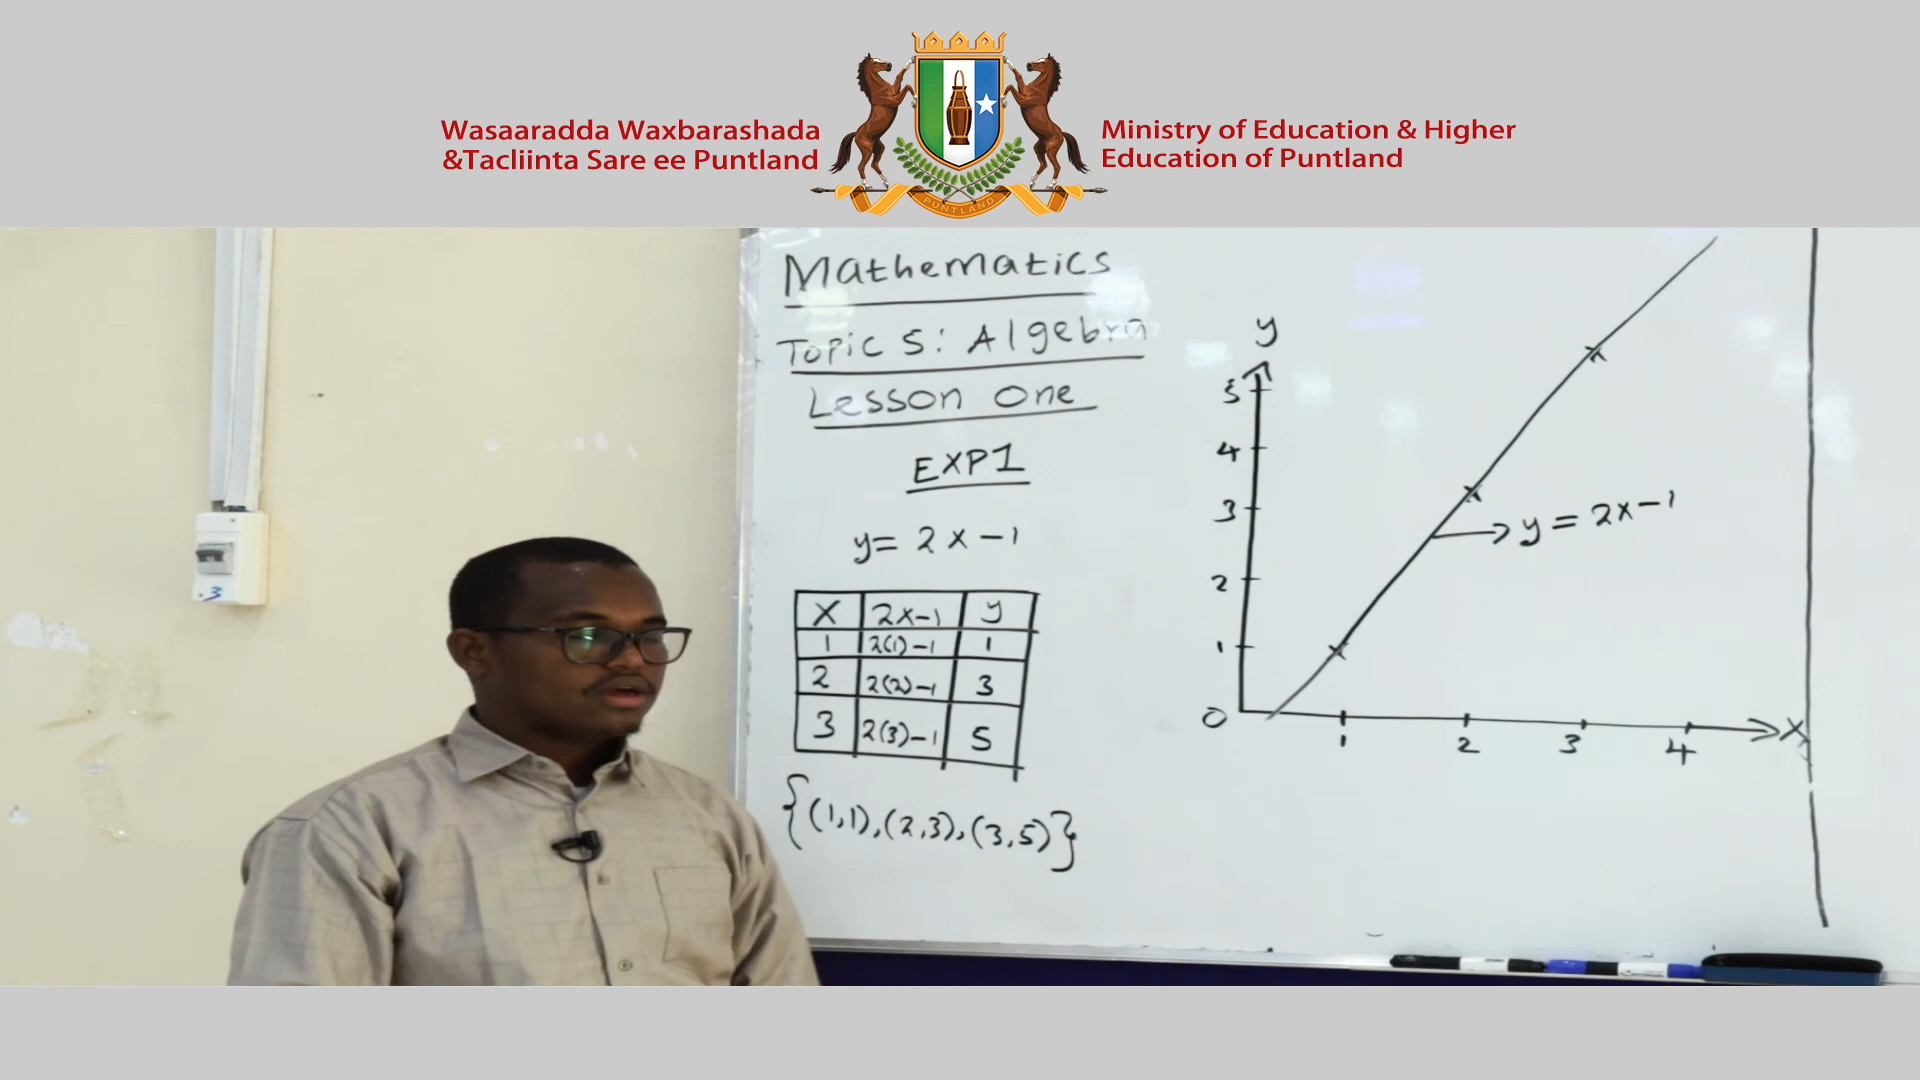 Wasaaradda Waxbarashada
&Tacliinta Sare ee Puntland
PUNTLAND
Ministry of Education & Higher
Education of Puntland
Mathematics
Topic 5: Algebra
Lesson One
EXP1
y= 2x-1
X 2x-1 y
1 2(1)-1 1
2 2(2)-1 3
3 2(3)-1 5
{(1,1),(2,3),(3,5)}
y
5
4
3
2
1
0
1 2 3 4 X
y = 2x-1
3